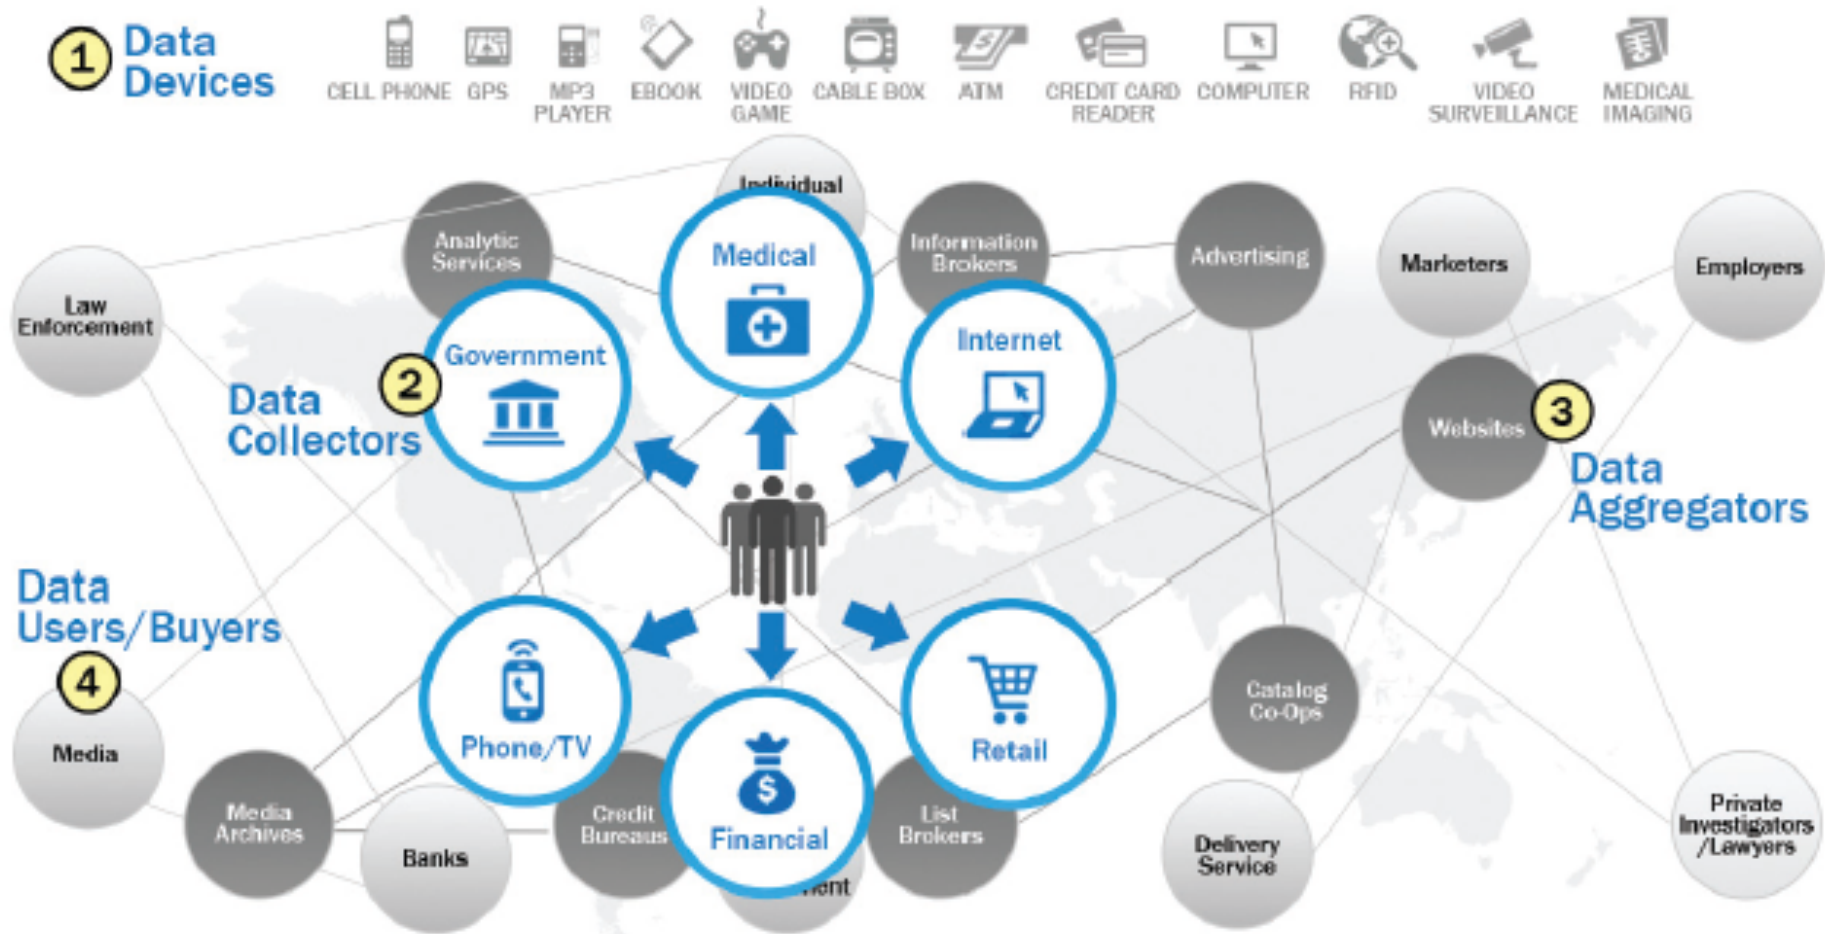 1
Data
Devices
CELL PHONE
GPS
MP3
PLAYER
EBOOK
VIDEO
GAME
CABLE BOX
ATM
CREDIT CARD
READER
COMPUTER
RFID
VIDEO
SURVEILLANCE
MEDICAL
IMAGING
Individual
Analytic
Services
Medical
Information
Brokers
Advertising
Marketers
Employers
Law
Enforcement
Government
Internet
2
Data
Collectors
Websites
3
Data
Aggregators
Data
Users/Buyers
4
Media
Phone/TV
$
Financial
Retail
Catalog
Co-Ops
Media
Archives
Banks
Credit
Bureaus
List
Brokers
Delivery
Service
Private
Investigators
/Lawyers